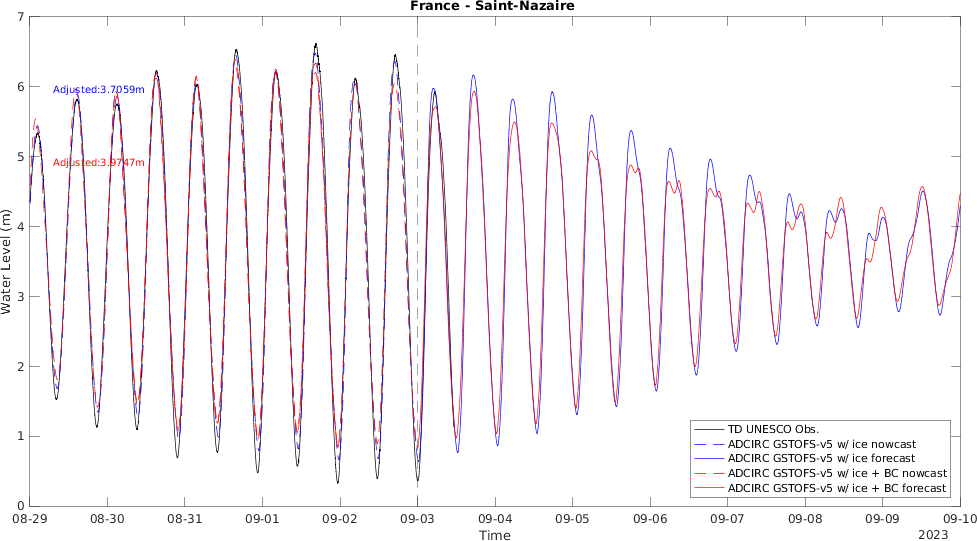 France - Saint-Nazaire
7
6
5
4
3
2
1
0
Water Level (m)
Adjusted:3.7059m
Adjusted:3.9747m
TD UNESCO Obs.
ADCIRC GSTOFS-v5 w/ ice nowcast
ADCIRC GSTOFS-v5 w/ ice forecast
ADCIRC GSTOFS-v5 w/ ice + BC nowcast
ADCIRC GSTOFS-v5 w/ ice + BC forecast
08-29 08-30 08-31 09-01 09-02 09-03 09-04 09-05 09-06 09-07 09-08 09-09 09-10
Time
2023